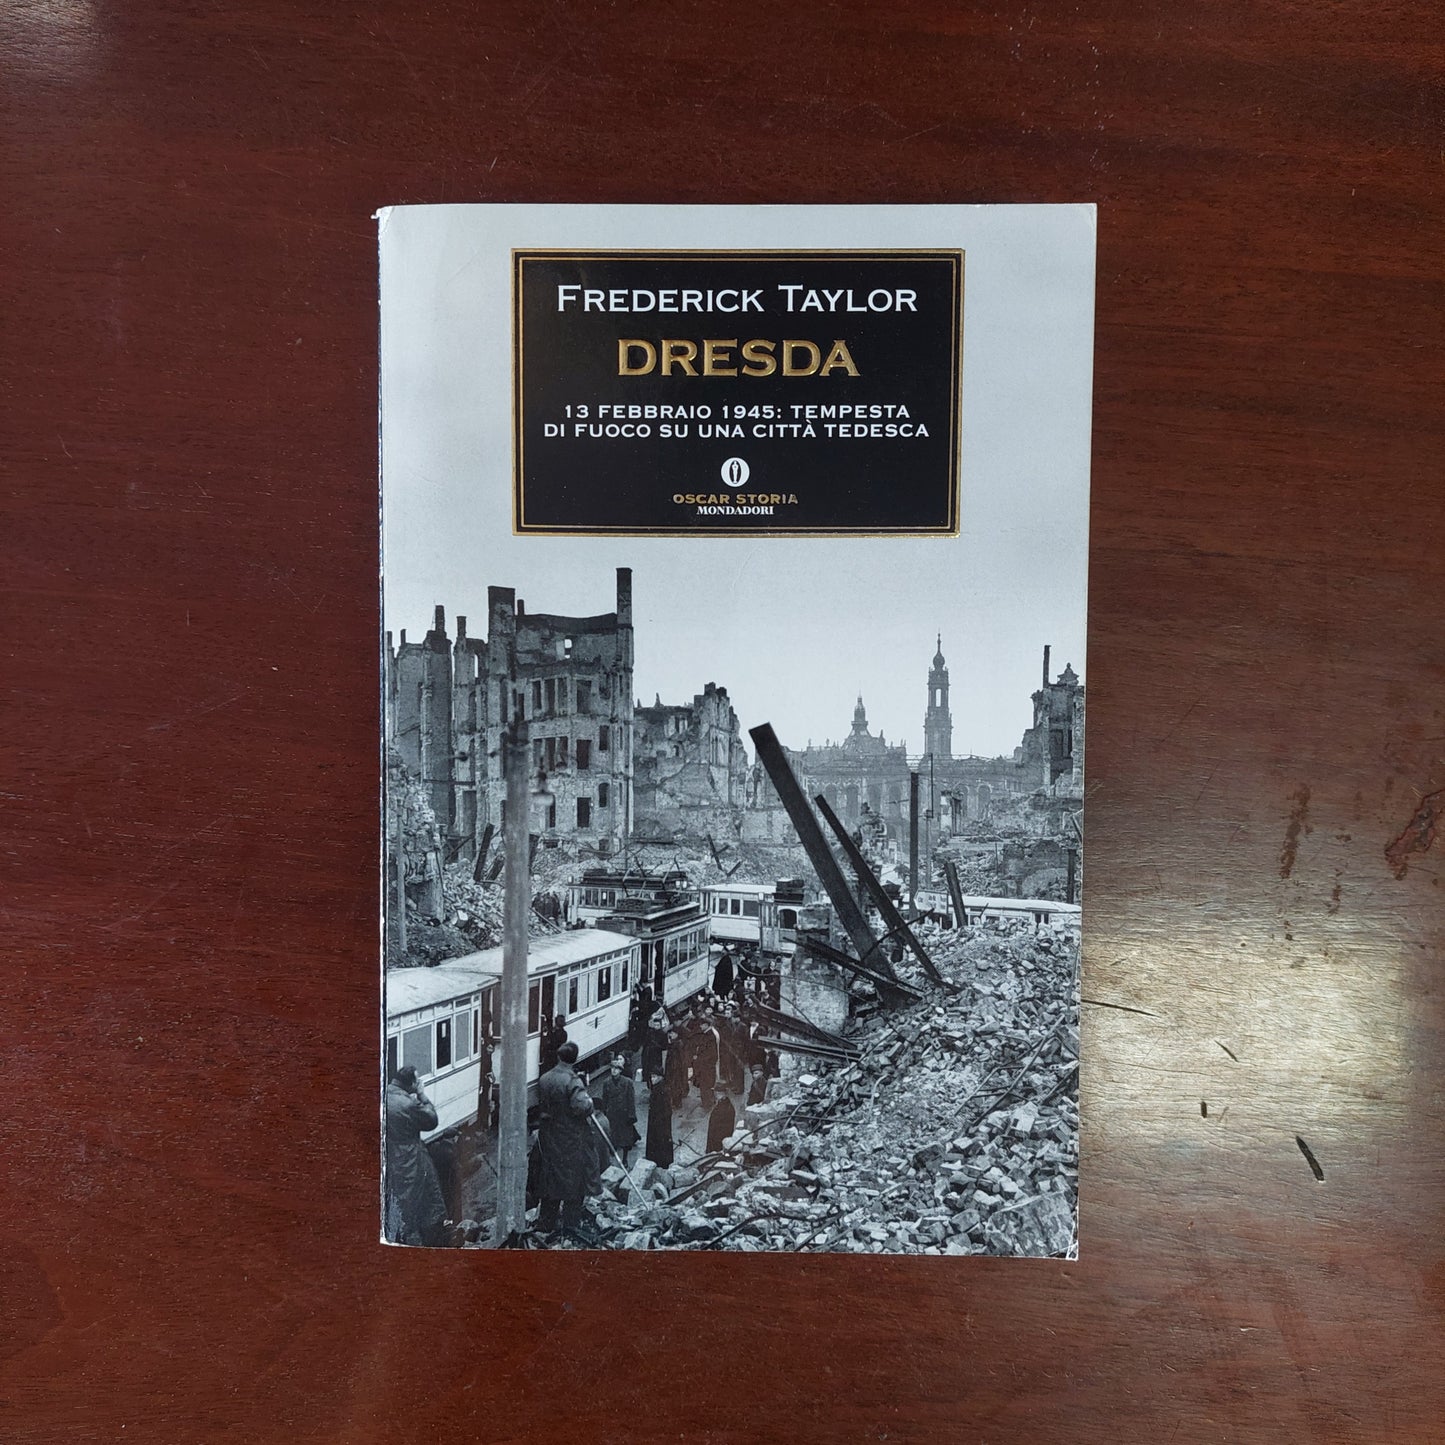 FREDERICK TAYLOR
DRESDA
13 FEBBRAIO 1945: TEMPESTA
DI FUOCO SU UNA CITTÀ TEDESCA
OSCAR STORIA
MONDADORI